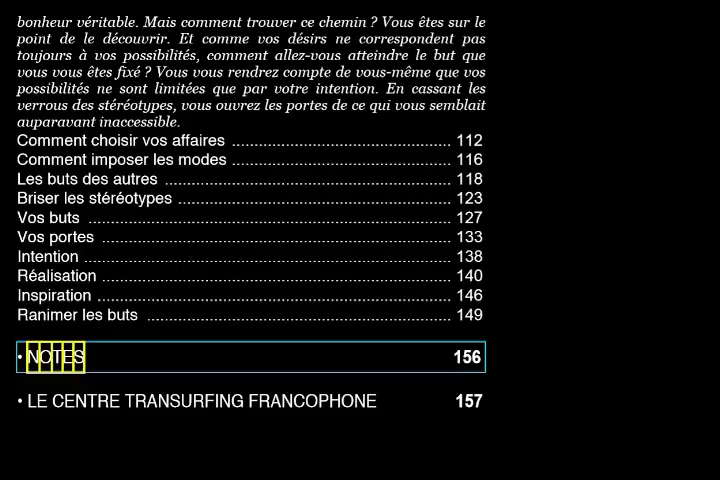 bonheur véritable. Mais comment trouver ce chemin ? Vous êtes sur le
point de le découvrir. Et comme vos désirs ne correspondent pas
toujours à vos possibilités, comment allez-vous atteindre le but que
vous vous êtes fixé ? Vous vous rendrez compte de vous-même que vos
possibilités ne sont limitées que par votre intention. En cassant les
verrous des stéréotypes, vous ouvrez les portes de ce qui vous semblait
auparavant inaccessible.
Comment choisir vos affaires ................................................ 112
Comment imposer les modes ................................................. 116
Les buts des autres ............................................................... 118
Briser les stéréotypes ............................................................ 123
Vos buts ................................................................................ 127
Vos portes ............................................................................. 133
Intention ................................................................................. 138
Réalisation ............................................................................. 140
Inspiration .............................................................................. 146
Ranimer les buts ................................................................... 149
• NOTES 156
• LE CENTRE TRANSURFING FRANCOPHONE 157